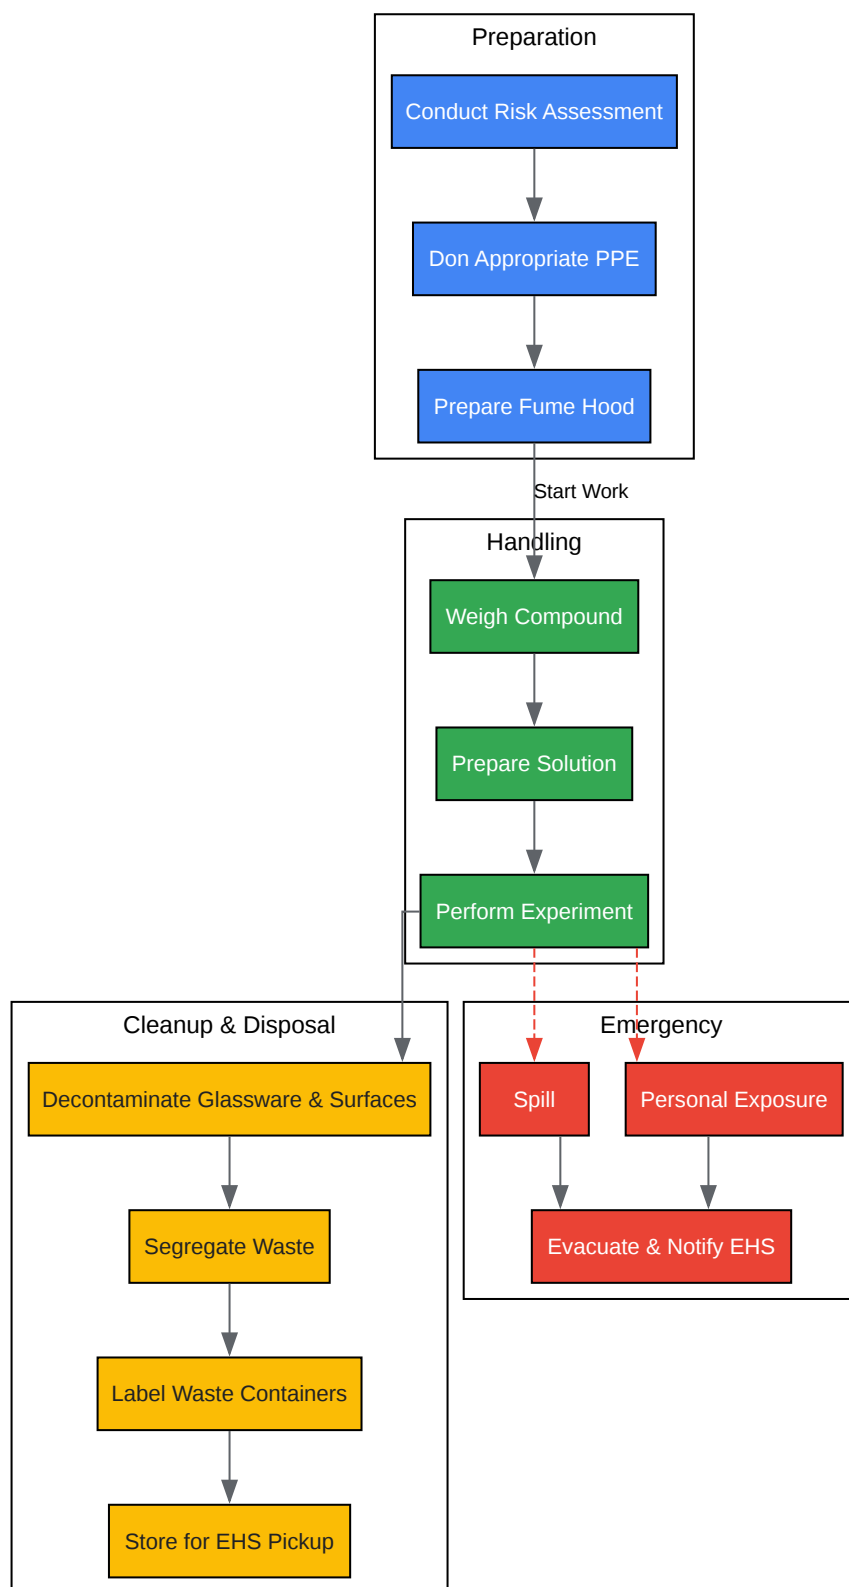 Preparation
Conduct Risk Assessment
Don Appropriate PPE
Prepare Fume Hood
Start Work
Handling
Weigh Compound
Prepare Solution
Perform Experiment
Cleanup & Disposal
Decontaminate Glassware & Surfaces
Segregate Waste
Label Waste Containers
Store for EHS Pickup
Emergency
Spill
Personal Exposure
Evacuate & Notify EHS